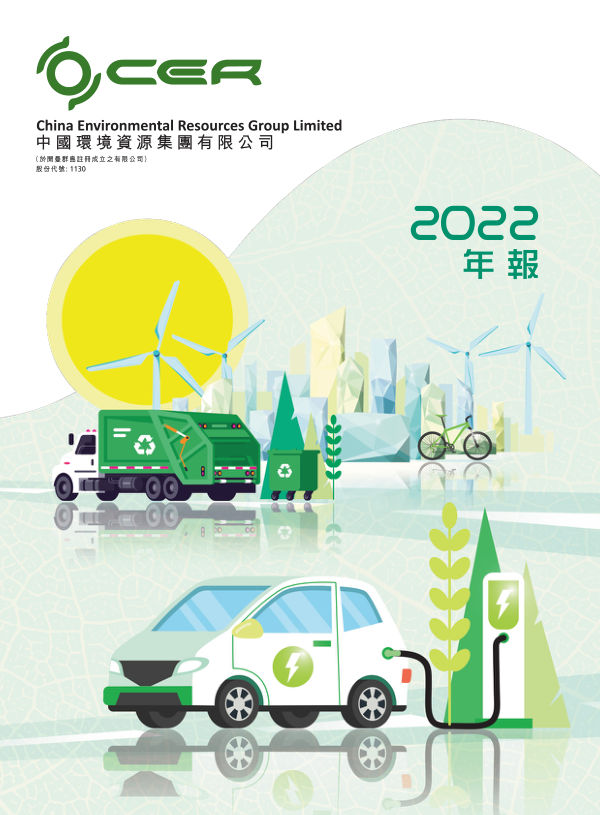 CER
China Environmental Resources Group Limited
中國環境資源集團有限公司
(於開曼群島註冊成立之有限公司)
股份代號: 1130
2022
年報